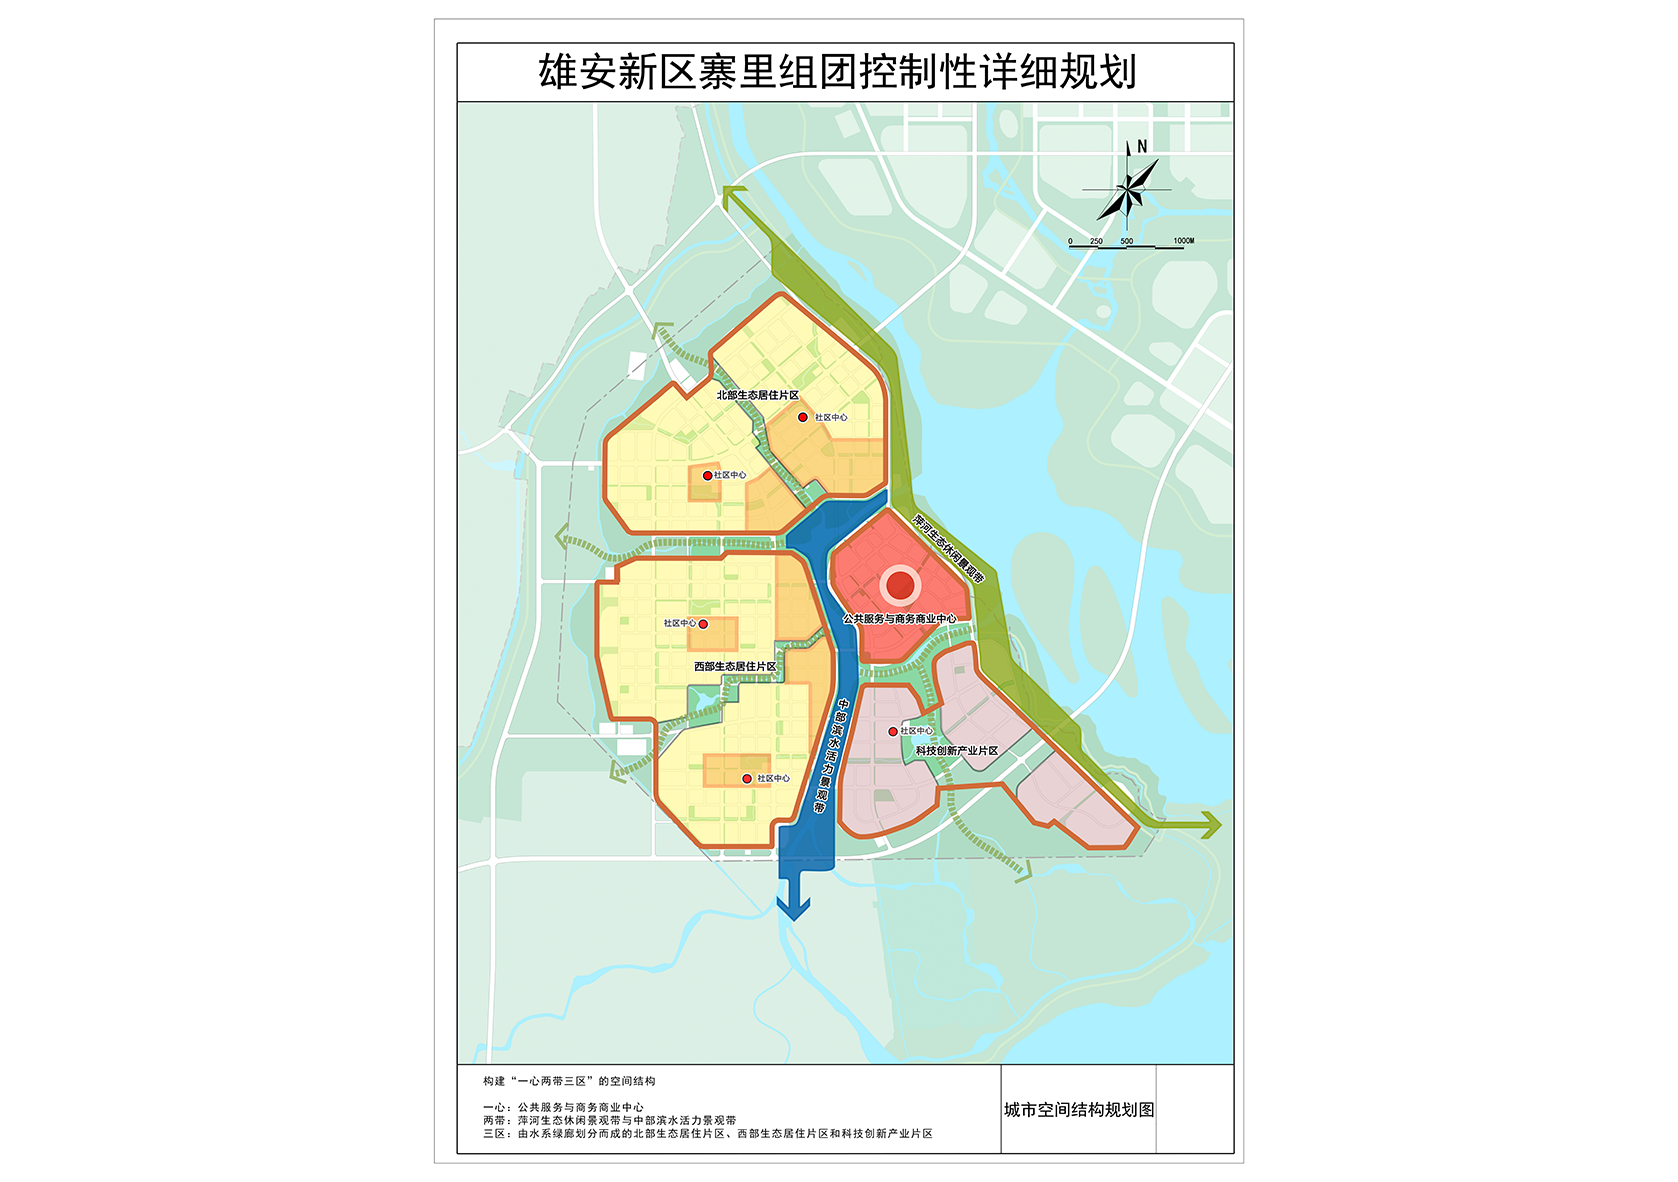 雄安新区寨里组团控制性详细规划
N
0 250 500 1000M
北部生态居住片区
社区中心
社区中心
萍河生态休闲景观带
公共服务与商务商业中心
社区中心
西部生态居住片区
中部滨水活力景观带
社区中心
科技创新产业片区
社区中心
构建“一心两带三区”的空间结构
一心：公共服务与商务商业中心
两带：萍河生态休闲景观带与中部滨水活力景观带
三区：由水系绿廊划分而成的北部生态居住片区、西部生态居住片区和科技创新产业片区
城市空间结构规划图